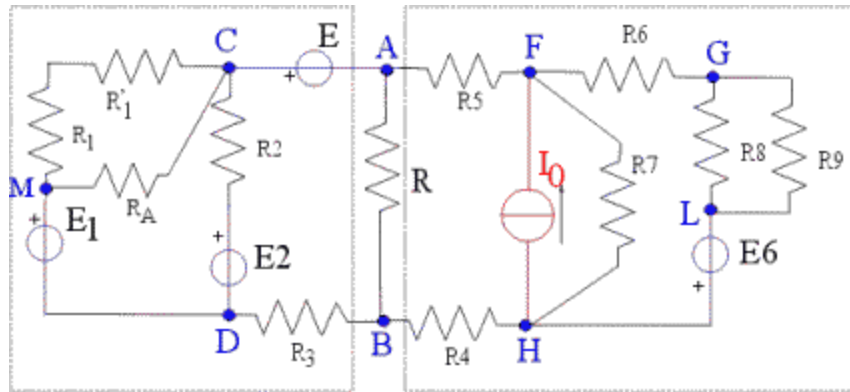 C
E
A
F
R6
G
+
R'1
R5
R1
R2
R
I0
R7
R8
R9
M
RA
L
+
E1
+
E2
E6
+
D
R3
B
R4
H